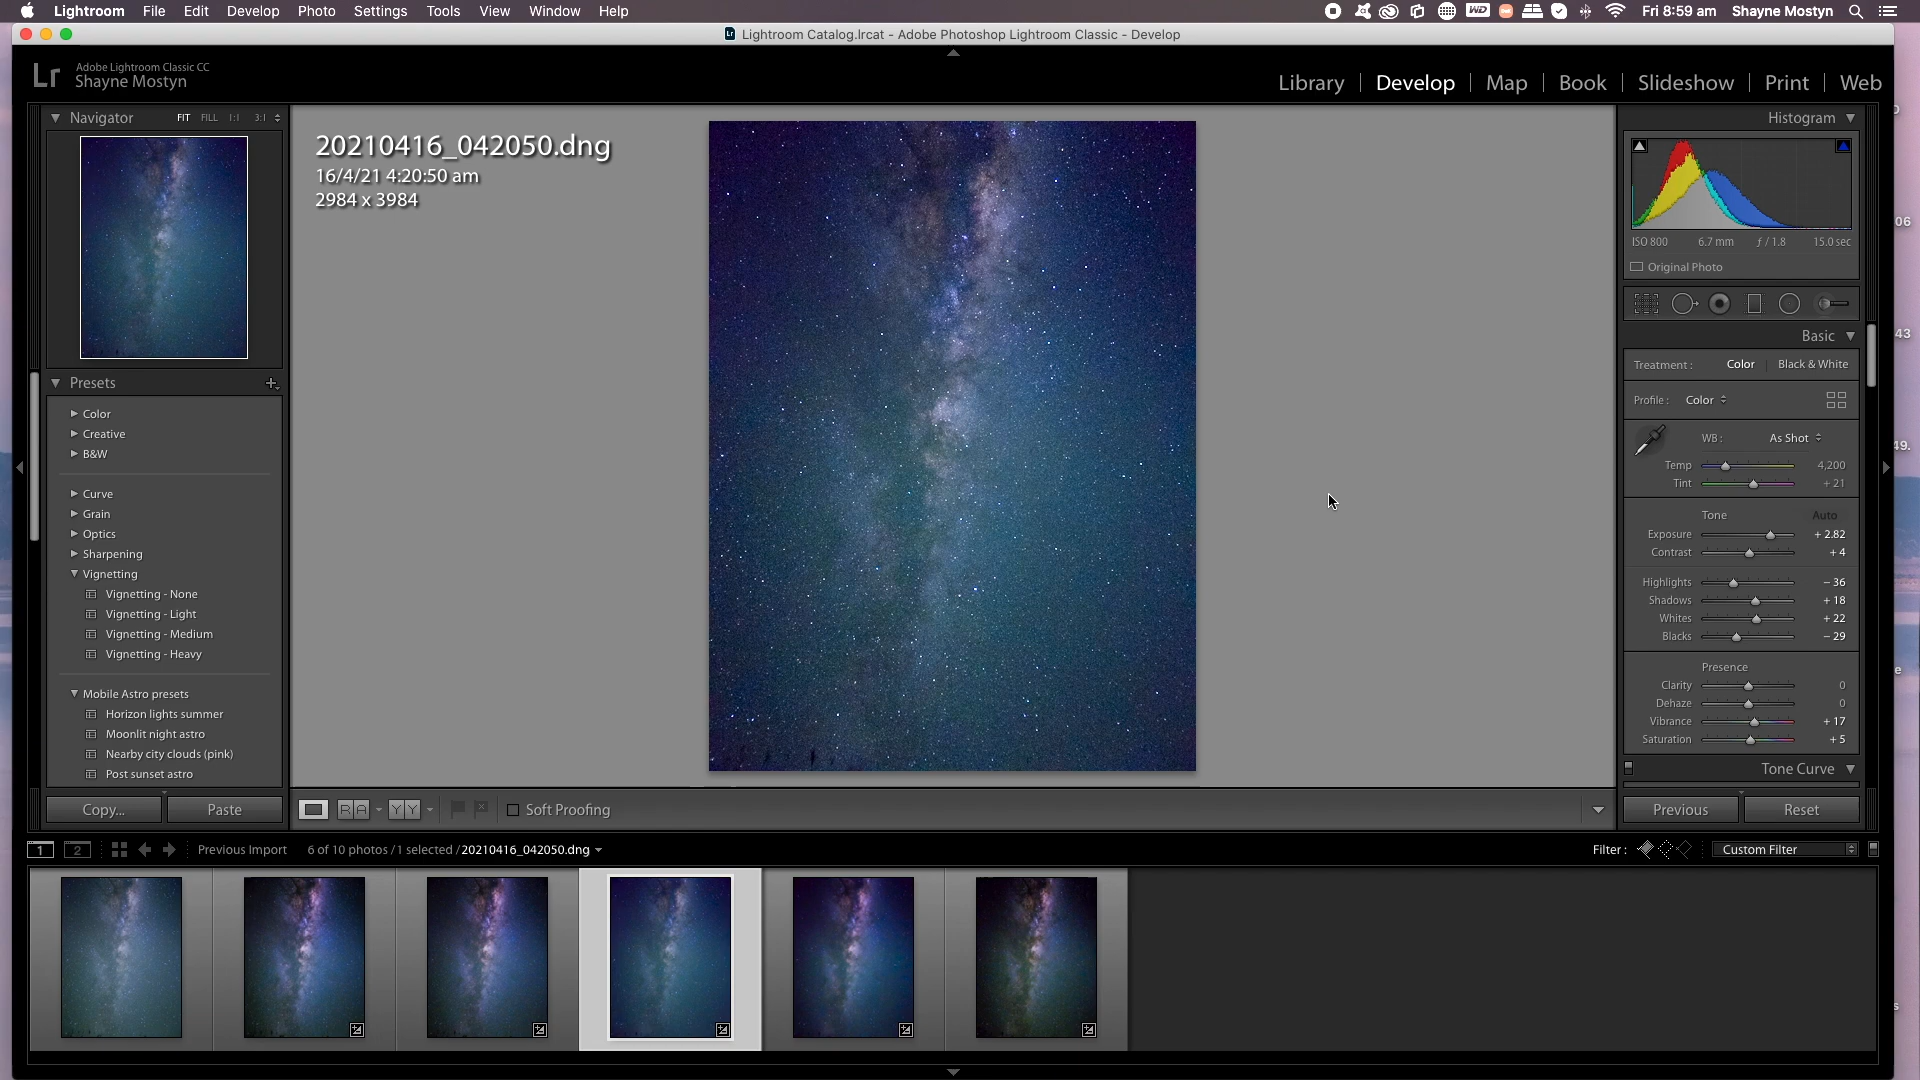 Lightroom File Edit Develop Photo Settings Tools View Window Help
WD Fri 8:59 am Shayne Mostyn
Lr Lightroom Catalog.lrcat - Adobe Photoshop Lightroom Classic - Develop
Lr Adobe Lightroom Classic CC
Shayne Mostyn
Library | Develop | Map | Book | Slideshow | Print | Web
Navigator FIT FILL 1:1 3:1
20210416_042050.dng
16/4/21 4:20:50 am
2984 x 3984
Histogram
ISO 800 6.7 mm ƒ / 1.8 15.0 sec
Original Photo
Basic
Treatment : Color Black & White
Profile : Color
WB : As Shot
Temp 4,200
Tint + 21
Tone Auto
Exposure + 2.82
Contrast + 4
Highlights − 36
Shadows + 18
Whites + 22
Blacks − 29
Presence
Clarity 0
Dehaze 0
Vibrance + 17
Saturation + 5
Tone Curve
Previous Reset
Presets
Color
Creative
B&W
Curve
Grain
Optics
Sharpening
Vignetting
Vignetting - None
Vignetting - Light
Vignetting - Medium
Vignetting - Heavy
Mobile Astro presets
Horizon lights summer
Moonlit night astro
Nearby city clouds (pink)
Post sunset astro
Copy... Paste
R A Y Y Soft Proofing
1 2 Previous Import 6 of 10 photos / 1 selected / 20210416_042050.dng
Filter : Custom Filter
06
43
49.
e
s